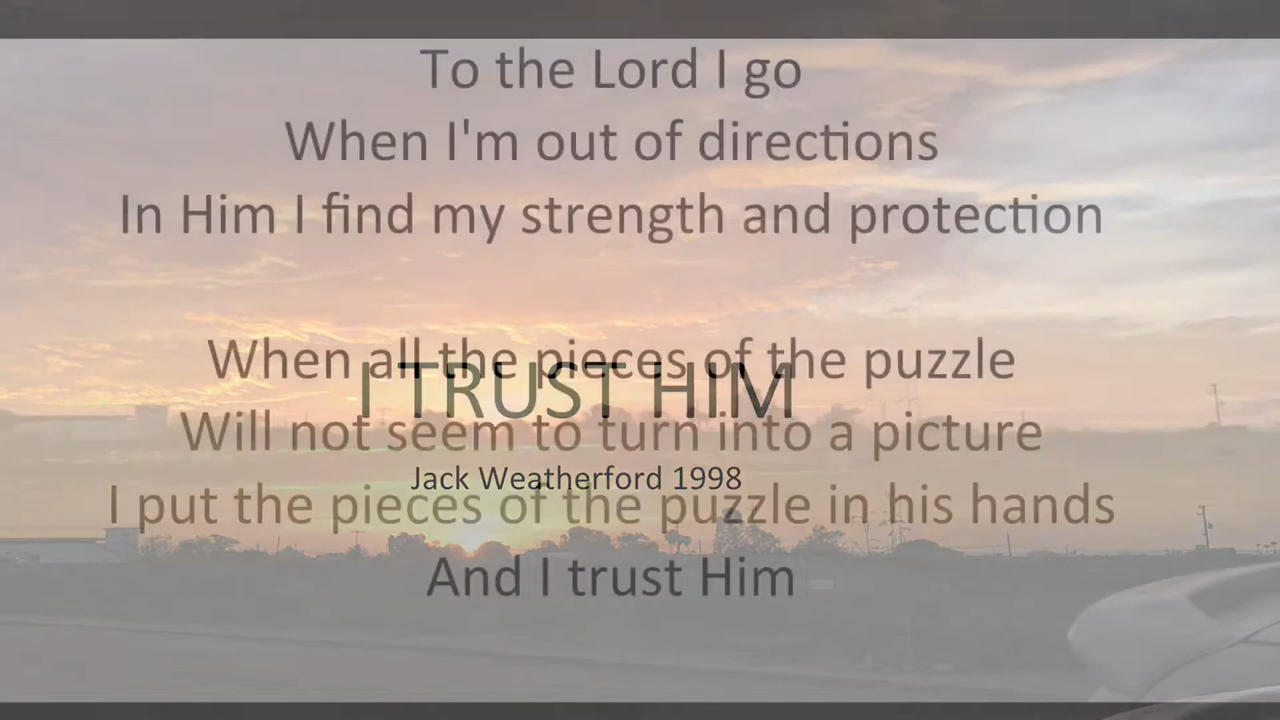 To the Lord I go
When I'm out of directions
In Him I find my strength and protection
When all the pieces of the puzzle
I TRUST HIM
Will not seem to turn into a picture
Jack Weatherford 1998
I put the pieces of the puzzle in his hands
And I trust Him